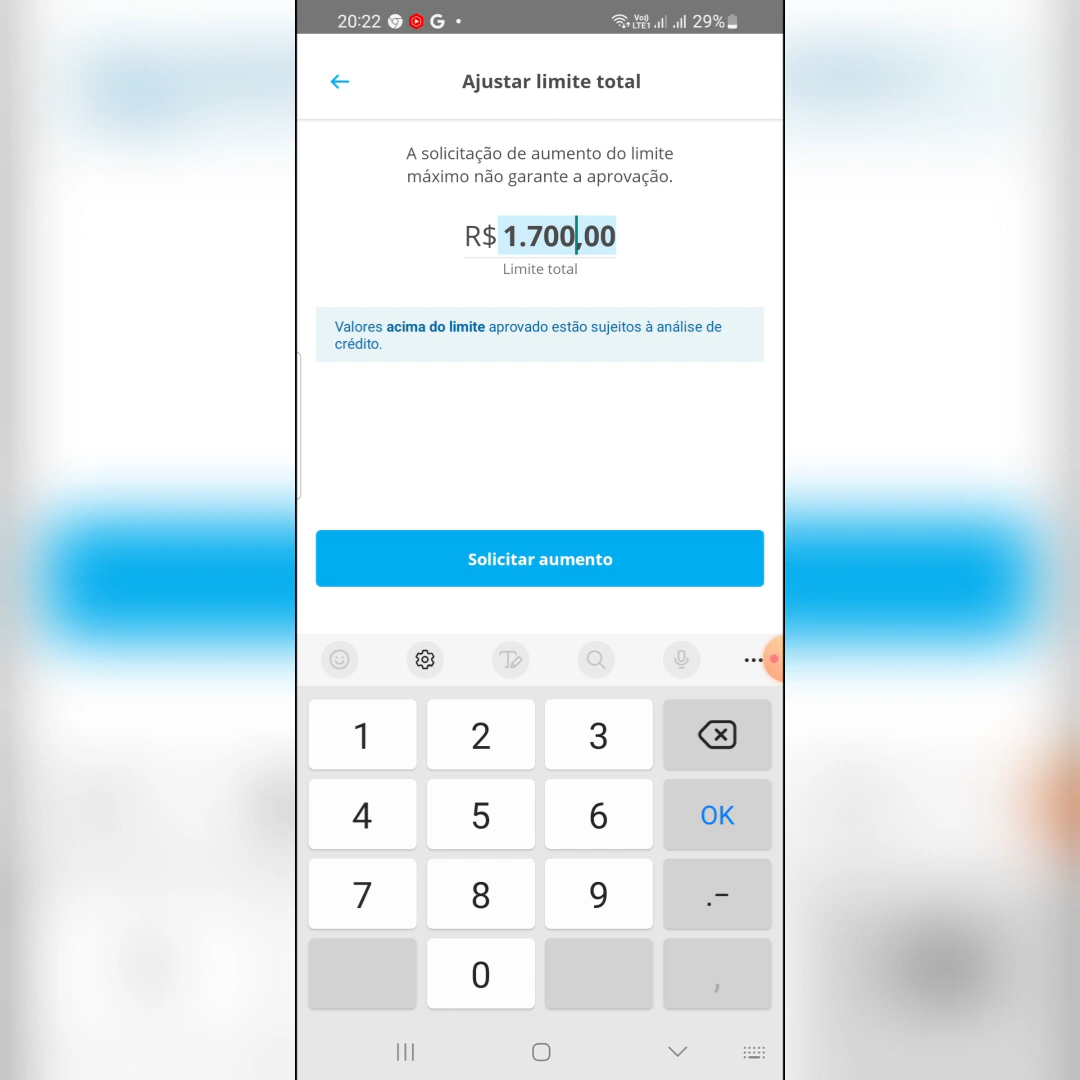 20:22 G • Vo)) LTE1 29%
Ajustar limite total
A solicitação de aumento do limite
máximo não garante a aprovação.
R$ 1.700,00
Limite total
Valores acima do limite aprovado estão sujeitos à análise de
crédito.
Solicitar aumento
1 2 3
4 5 6 OK
7 8 9 .–
0 ,